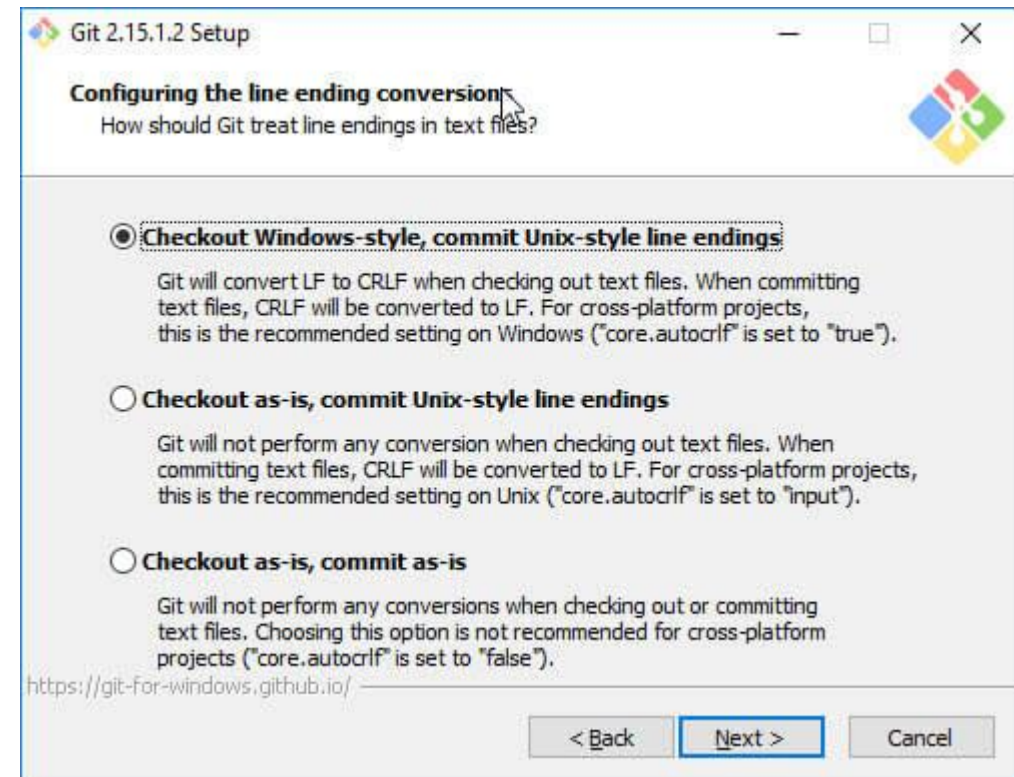 Git 2.15.1.2 Setup
Configuring the line ending conversions
How should Git treat line endings in text files?
Checkout Windows-style, commit Unix-style line endings
Git will convert LF to CRLF when checking out text files. When committing
text files, CRLF will be converted to LF. For cross-platform projects,
this is the recommended setting on Windows ("core.autocrlf" is set to "true").
Checkout as-is, commit Unix-style line endings
Git will not perform any conversion when checking out text files. When
committing text files, CRLF will be converted to LF. For cross-platform projects,
this is the recommended setting on Unix ("core.autocrlf" is set to "input").
Checkout as-is, commit as-is
Git will not perform any conversions when checking out or committing
text files. Choosing this option is not recommended for cross-platform
projects ("core.autocrlf" is set to "false").
https://git-for-windows.github.io/
< Back Next > Cancel